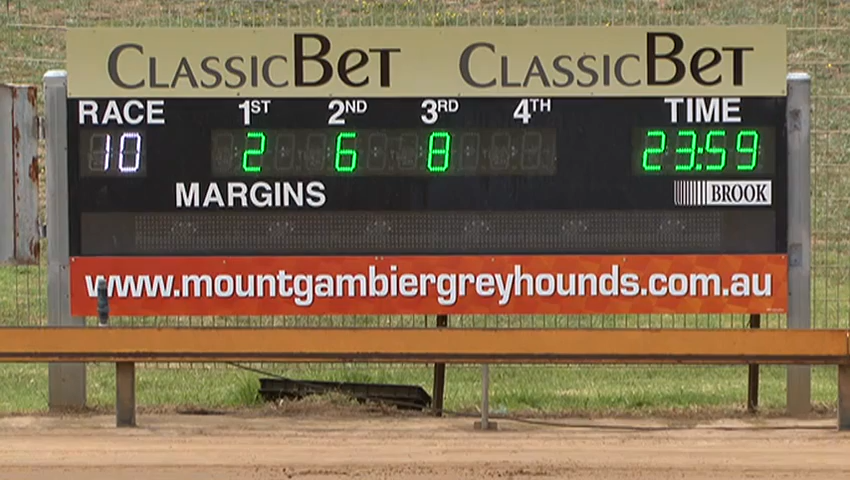 CLASSICBET CLASSICBET
RACE 1ST 2ND 3RD 4TH TIME
10 2 6 8 23:59
MARGINS BROOK
www.mountgambiergreyhounds.com.au